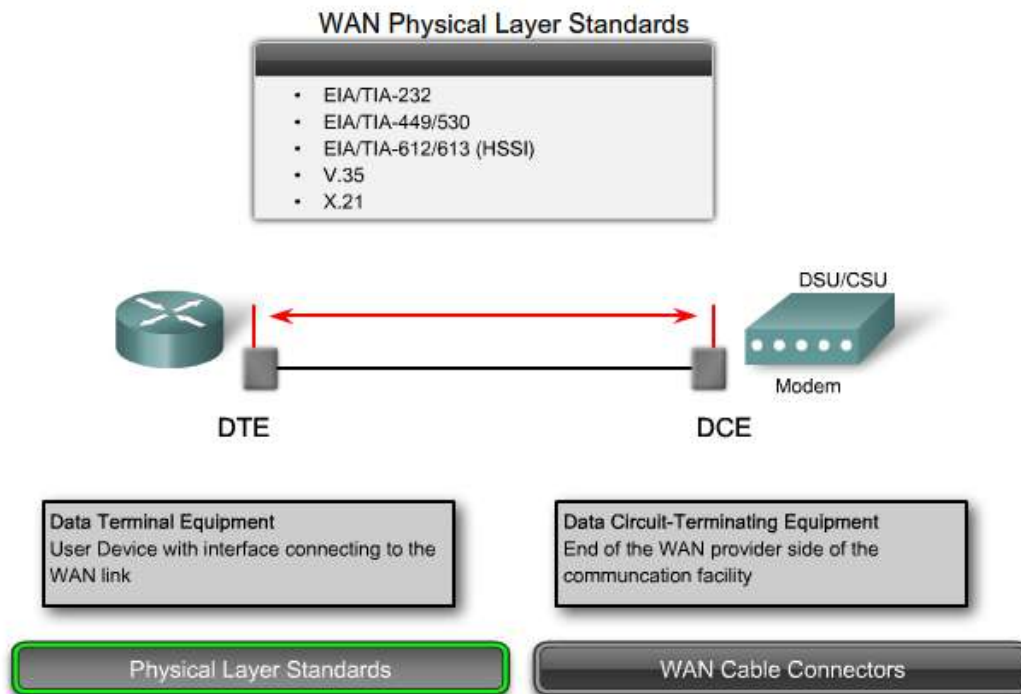 WAN Physical Layer Standards
• EIA/TIA-232
• EIA/TIA-449/530
• EIA/TIA-612/613 (HSSI)
• V.35
• X.21
DSU/CSU
Modem
DTE
DCE
Data Terminal Equipment
User Device with interface connecting to the
WAN link
Data Circuit-Terminating Equipment
End of the WAN provider side of the
communcation facility
Physical Layer Standards
WAN Cable Connectors